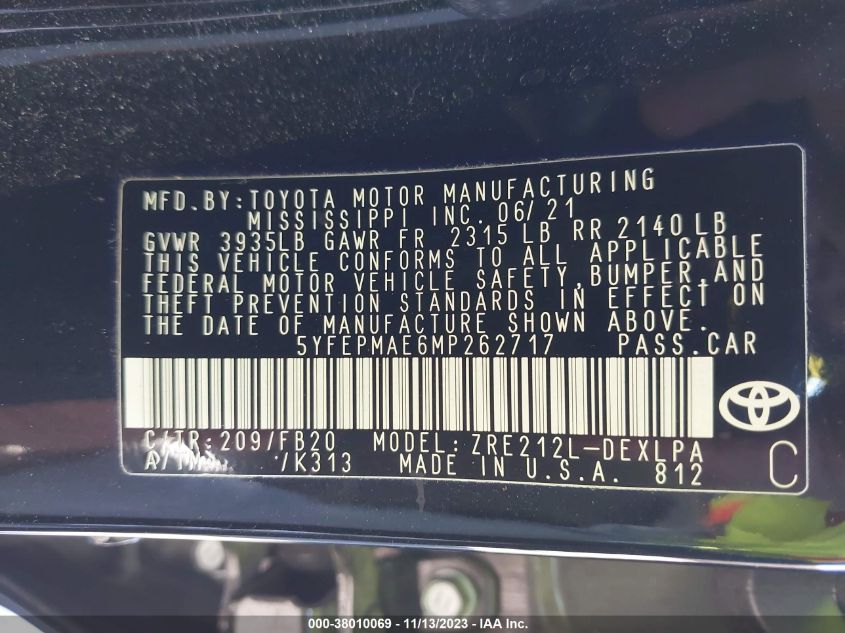 MFD. BY: TOYOTA MOTOR MANUFACTURING
MISSISSIPPI INC. 06/21
GVWR 3935LB GAWR FR 2315 LB RR 2140 LB
THIS VEHICLE CONFORMS TO ALL APPLICABLE
FEDERAL MOTOR VEHICLE SAFETY, BUMPER, AND
THEFT PREVENTION STANDARDS IN EFFECT ON
THE DATE OF MANUFACTURE SHOWN ABOVE.
5YFEPMAE6MP262717 PASS. CAR
C/TR: 209/FB20 MODEL: ZRE212L-DEXLPA
/K313 MADE IN U.S.A. 812
C
000-38010069 - 11/13/2023 - IAA Inc.